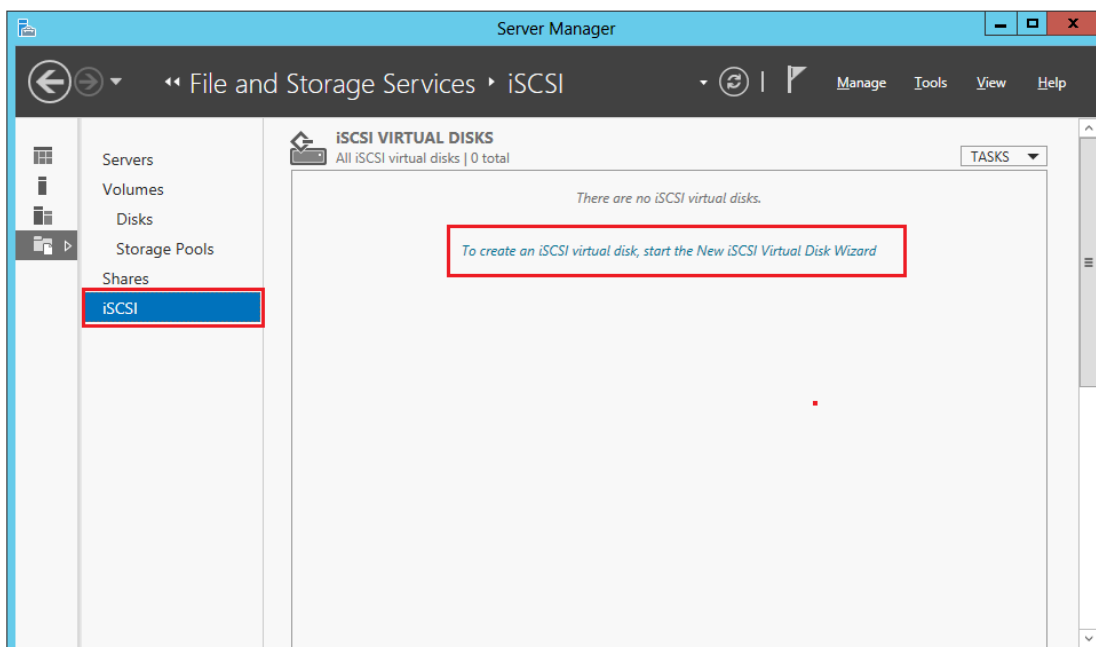 Server Manager
File and Storage Services iSCSI
Manage Tools View Help
Servers
Volumes
Disks
Storage Pools
Shares
iSCSI
iSCSI VIRTUAL DISKS
All iSCSI virtual disks | 0 total
TASKS
There are no iSCSI virtual disks.
To create an iSCSI virtual disk, start the New iSCSI Virtual Disk Wizard